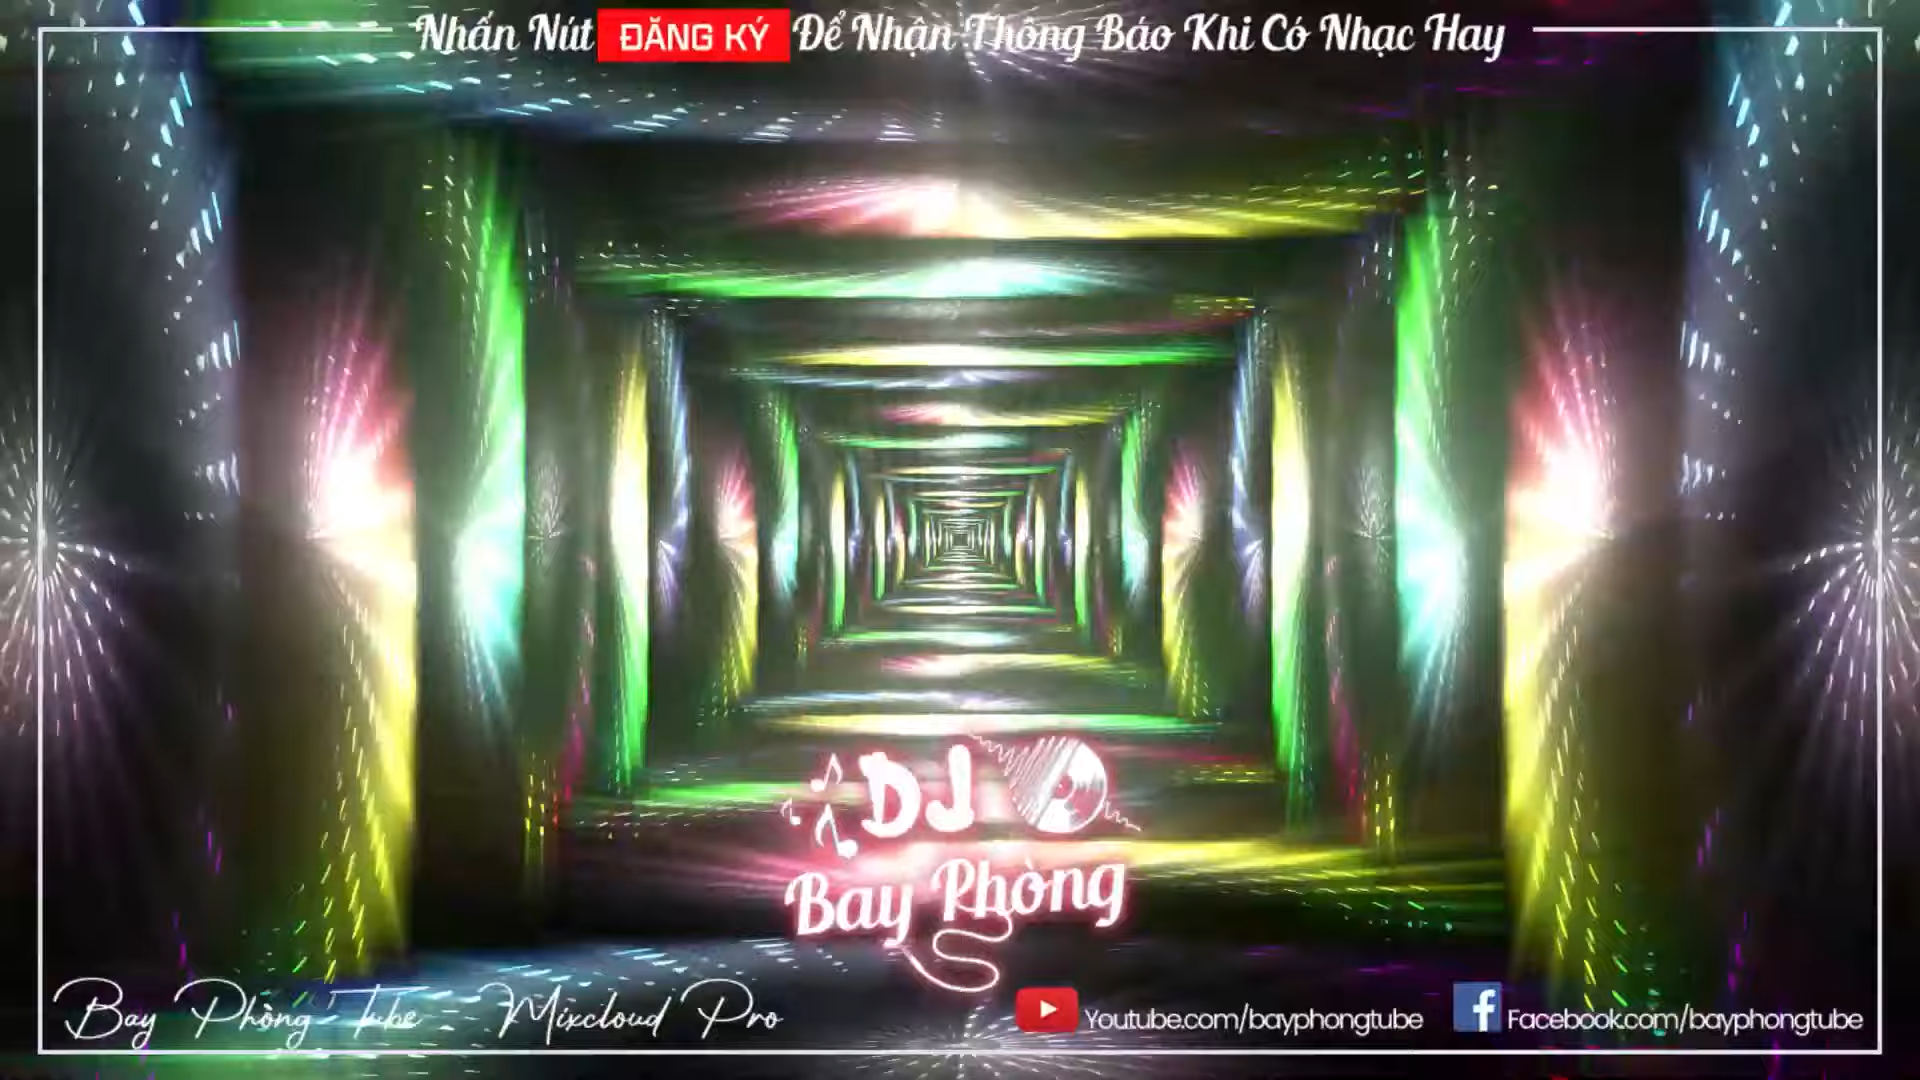 Nhấn Nút ĐĂNG KÝ Để Nhận Thông Báo Khi Có Nhạc Hay
DJ
Bay Phòng
Bay Phòng Tube - Mixcloud Pro
Youtube.com/bayphongtube
Facebook.com/bayphongtube